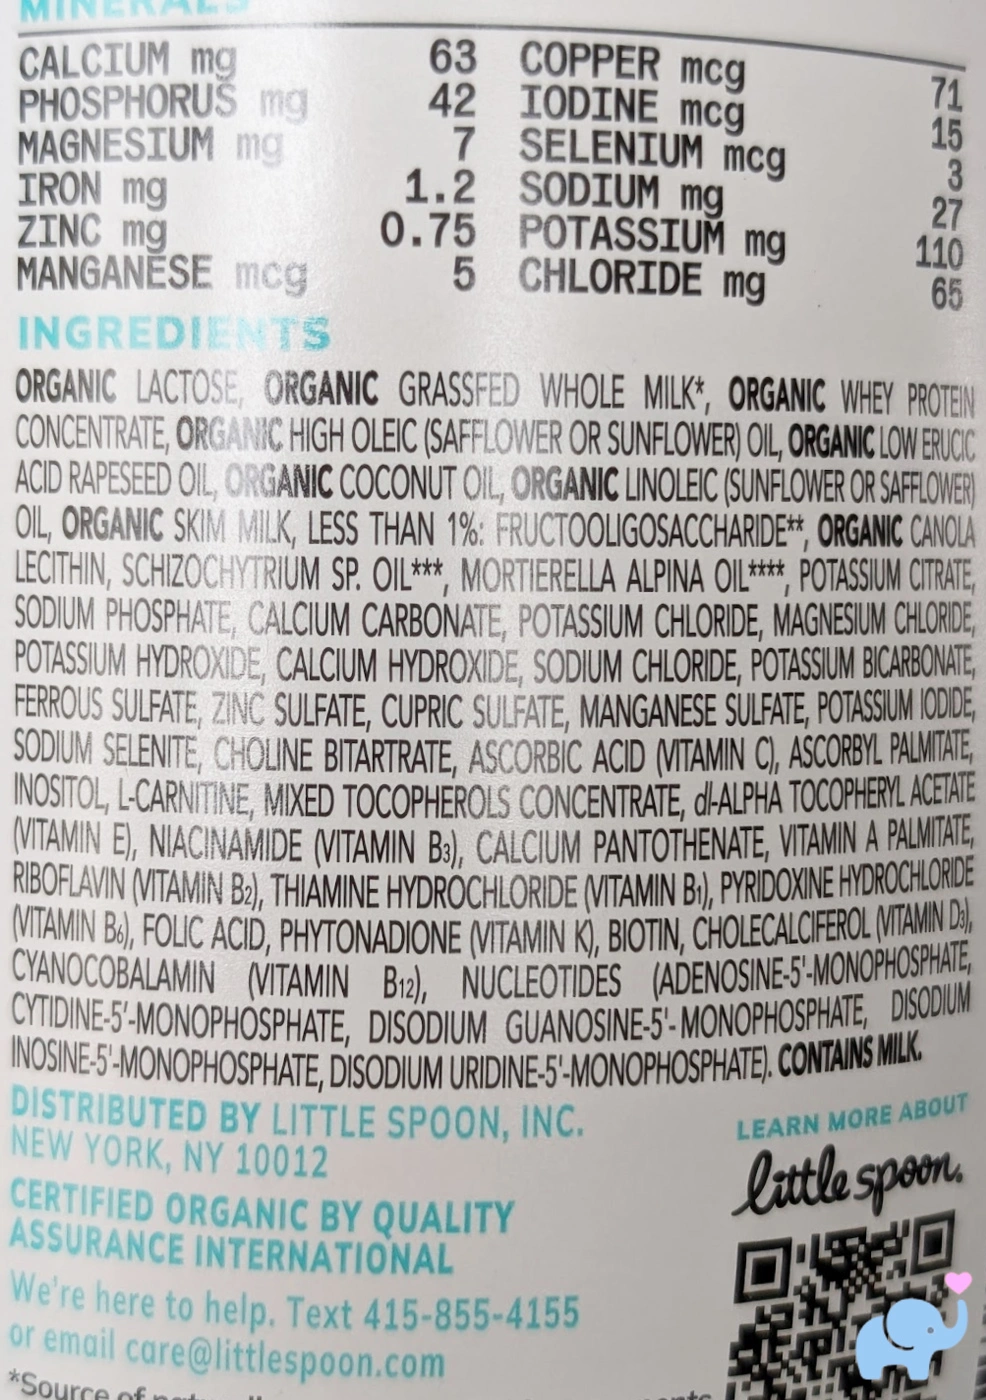 MINERALS
CALCIUM mg 63 COPPER mcg 71
PHOSPHORUS mg 42 IODINE mcg 15
MAGNESIUM mg 7 SELENIUM mcg 3
IRON mg 1.2 SODIUM mg 27
ZINC mg 0.75 POTASSIUM mg 110
MANGANESE mcg 5 CHLORIDE mg 65
INGREDIENTS
ORGANIC LACTOSE, ORGANIC GRASSFED WHOLE MILK*, ORGANIC WHEY PROTEIN
CONCENTRATE, ORGANIC HIGH OLEIC (SAFFLOWER OR SUNFLOWER) OIL, ORGANIC LOW ERUCIC
ACID RAPESEED OIL, ORGANIC COCONUT OIL, ORGANIC LINOLEIC (SUNFLOWER OR SAFFLOWER)
OIL, ORGANIC SKIM MILK, LESS THAN 1%: FRUCTOOLIGOSACCHARIDE**, ORGANIC CANOLA
LECITHIN, SCHIZOCHYTRIUM SP. OIL***, MORTIERELLA ALPINA OIL****, POTASSIUM CITRATE,
SODIUM PHOSPHATE, CALCIUM CARBONATE, POTASSIUM CHLORIDE, MAGNESIUM CHLORIDE,
POTASSIUM HYDROXIDE, CALCIUM HYDROXIDE, SODIUM CHLORIDE, POTASSIUM BICARBONATE,
FERROUS SULFATE, ZINC SULFATE, CUPRIC SULFATE, MANGANESE SULFATE, POTASSIUM IODIDE,
SODIUM SELENITE, CHOLINE BITARTRATE, ASCORBIC ACID (VITAMIN C), ASCORBYL PALMITATE,
INOSITOL, L-CARNITINE, MIXED TOCOPHEROLS CONCENTRATE, dl-ALPHA TOCOPHERYL ACETATE
(VITAMIN E), NIACINAMIDE (VITAMIN B3), CALCIUM PANTOTHENATE, VITAMIN A PALMITATE,
RIBOFLAVIN (VITAMIN B2), THIAMINE HYDROCHLORIDE (VITAMIN B1), PYRIDOXINE HYDROCHLORIDE
(VITAMIN B6), FOLIC ACID, PHYTONADIONE (VITAMIN K), BIOTIN, CHOLECALCIFEROL (VITAMIN D3),
CYANOCOBALAMIN (VITAMIN B12), NUCLEOTIDES (ADENOSINE-5'-MONOPHOSPHATE,
CYTIDINE-5'-MONOPHOSPHATE, DISODIUM GUANOSINE-5'-MONOPHOSPHATE, DISODIUM
INOSINE-5'-MONOPHOSPHATE, DISODIUM URIDINE-5'-MONOPHOSPHATE). CONTAINS MILK.
DISTRIBUTED BY LITTLE SPOON, INC.
NEW YORK, NY 10012
CERTIFIED ORGANIC BY QUALITY
ASSURANCE INTERNATIONAL
We're here to help. Text 415-855-4155
or email care@littlespoon.com
*Source of
LEARN MORE ABOUT
little spoon.